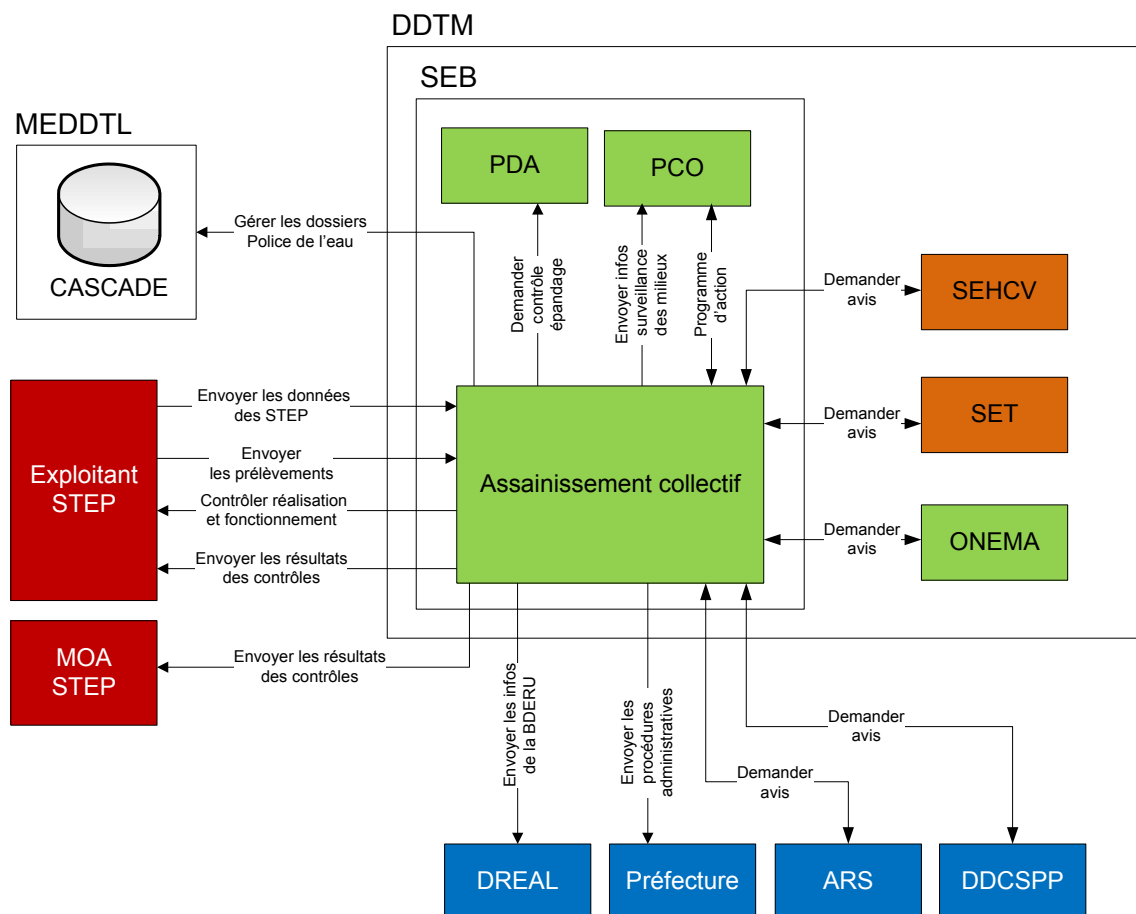 DDTM
SEB
MEDDTL
CASCADE
PDA
PCO
Gérer les dossiers
Police de l'eau
Demander
contrôle
épandage
Envoyer infos
surveillance
des milieux
Programme
d'action
Demander
avis
SEHCV
Exploitant
STEP
Envoyer les données
des STEP
Envoyer
les prélèvements
Contrôler réalisation
et fonctionnement
Envoyer les résultats
des contrôles
Assainissement collectif
Demander
avis
SET
Demander
avis
ONEMA
MOA
STEP
Envoyer les résultats
des contrôles
Envoyer les infos
de la BDERU
Envoyer les
procédures
administratives
Demander
avis
Demander
avis
DREAL
Préfecture
ARS
DDCSPP